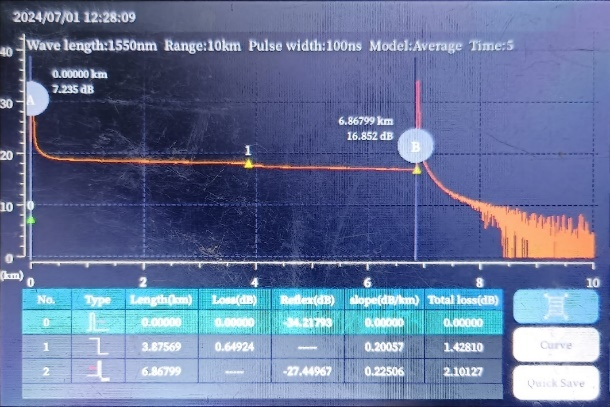 2024/07/01 12:28:09
Wave length:1550nm Range:10km Pulse width:100ns Model:Average Time:5
40
30
20
10
0
0.00000 km
7.235 dB
A
6.86799 km
16.852 dB
B
0
1
(km)
0 2 4 6 8 10
No. Type Length(km) Loss(dB) Reflex(dB) slope(dB/km) Total loss(dB)
0 0.00000 0.00000 -34.21793 0.00000 0.00000
1 3.87569 0.64924 ---- 0.20057 1.42810
2 6.86799 ---- -27.44967 0.22506 2.10127
Curve
Quick Save